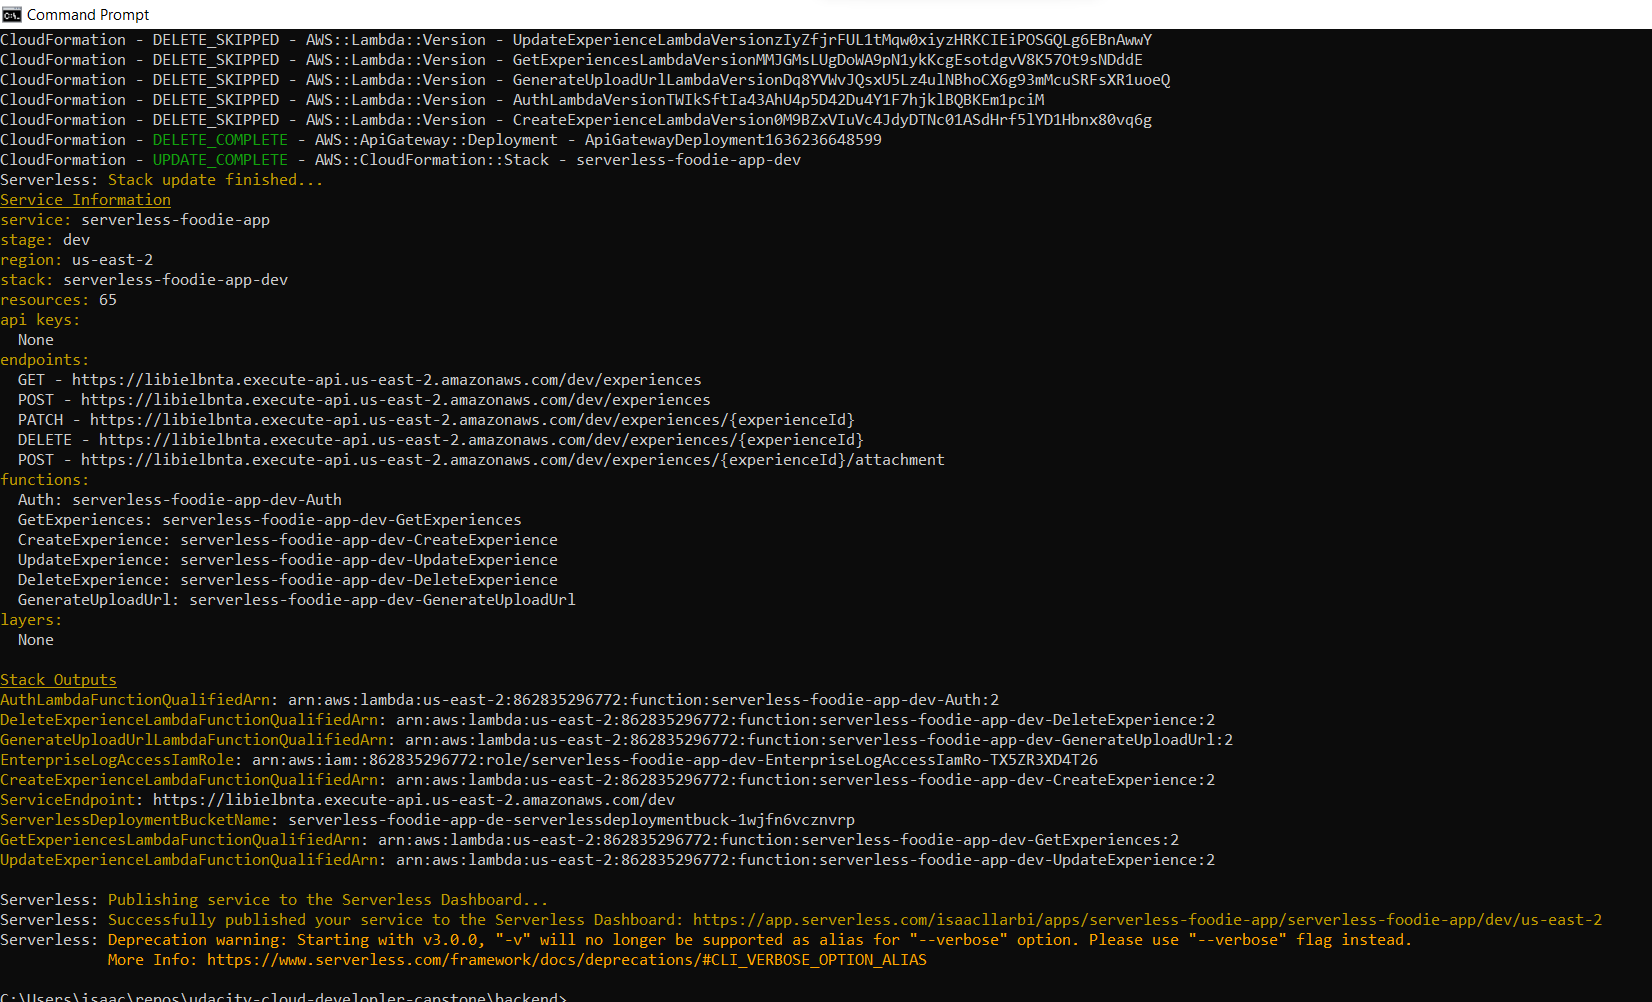 Command Prompt
CloudFormation - DELETE_SKIPPED - AWS::Lambda::Version - UpdateExperienceLambdaVersionzIyZfjrFUL1tMqw0xiyzHRKCIEiPOSGQLg6EBnAwwY
CloudFormation - DELETE_SKIPPED - AWS::Lambda::Version - GetExperiencesLambdaVersionMMJGMsLUgDoWA9pN1ykKcgEsotdgvV8K57Ot9sNDddE
CloudFormation - DELETE_SKIPPED - AWS::Lambda::Version - GenerateUploadUrlLambdaVersionDq8YVWvJQsxU5Lz4ulNBhoCX6g93mMcuSRFsXR1uoeQ
CloudFormation - DELETE_SKIPPED - AWS::Lambda::Version - AuthLambdaVersionTWIkSftIa43AhU4p5D42Du4Y1F7hjklBQBKEm1pciM
CloudFormation - DELETE_SKIPPED - AWS::Lambda::Version - CreateExperienceLambdaVersion0M9BZxVIuVc4JdyDTNc01ASdHrf5lYD1Hbnx80vq6g
CloudFormation - DELETE_COMPLETE - AWS::ApiGateway::Deployment - ApiGatewayDeployment1636236648599
CloudFormation - UPDATE_COMPLETE - AWS::CloudFormation::Stack - serverless-foodie-app-dev
Serverless: Stack update finished...
Service Information
service: serverless-foodie-app
stage: dev
region: us-east-2
stack: serverless-foodie-app-dev
resources: 65
api keys:
  None
endpoints:
  GET - https://libielbnta.execute-api.us-east-2.amazonaws.com/dev/experiences
  POST - https://libielbnta.execute-api.us-east-2.amazonaws.com/dev/experiences
  PATCH - https://libielbnta.execute-api.us-east-2.amazonaws.com/dev/experiences/{experienceId}
  DELETE - https://libielbnta.execute-api.us-east-2.amazonaws.com/dev/experiences/{experienceId}
  POST - https://libielbnta.execute-api.us-east-2.amazonaws.com/dev/experiences/{experienceId}/attachment
functions:
  Auth: serverless-foodie-app-dev-Auth
  GetExperiences: serverless-foodie-app-dev-GetExperiences
  CreateExperience: serverless-foodie-app-dev-CreateExperience
  UpdateExperience: serverless-foodie-app-dev-UpdateExperience
  DeleteExperience: serverless-foodie-app-dev-DeleteExperience
  GenerateUploadUrl: serverless-foodie-app-dev-GenerateUploadUrl
layers:
  None
Stack Outputs
AuthLambdaFunctionQualifiedArn: arn:aws:lambda:us-east-2:862835296772:function:serverless-foodie-app-dev-Auth:2
DeleteExperienceLambdaFunctionQualifiedArn: arn:aws:lambda:us-east-2:862835296772:function:serverless-foodie-app-dev-DeleteExperience:2
GenerateUploadUrlLambdaFunctionQualifiedArn: arn:aws:lambda:us-east-2:862835296772:function:serverless-foodie-app-dev-GenerateUploadUrl:2
EnterpriseLogAccessIamRole: arn:aws:iam::862835296772:role/serverless-foodie-app-dev-EnterpriseLogAccessIamRo-TX5ZR3XD4T26
CreateExperienceLambdaFunctionQualifiedArn: arn:aws:lambda:us-east-2:862835296772:function:serverless-foodie-app-dev-CreateExperience:2
ServiceEndpoint: https://libielbnta.execute-api.us-east-2.amazonaws.com/dev
ServerlessDeploymentBucketName: serverless-foodie-app-de-serverlessdeploymentbuck-1wjfn6vcznvrp
GetExperiencesLambdaFunctionQualifiedArn: arn:aws:lambda:us-east-2:862835296772:function:serverless-foodie-app-dev-GetExperiences:2
UpdateExperienceLambdaFunctionQualifiedArn: arn:aws:lambda:us-east-2:862835296772:function:serverless-foodie-app-dev-UpdateExperience:2
Serverless: Publishing service to the Serverless Dashboard...
Serverless: Successfully published your service to the Serverless Dashboard: https://app.serverless.com/isaacllarbi/apps/serverless-foodie-app/serverless-foodie-app/dev/us-east-2
Serverless: Deprecation warning: Starting with v3.0.0, "-v" will no longer be supported as alias for "--verbose" option. Please use "--verbose" flag instead.
            More Info: https://www.serverless.com/framework/docs/deprecations/#CLI_VERBOSE_OPTION_ALIAS
C:\Users\isaac\repos\udacity-cloud-developler-capstone\backend>